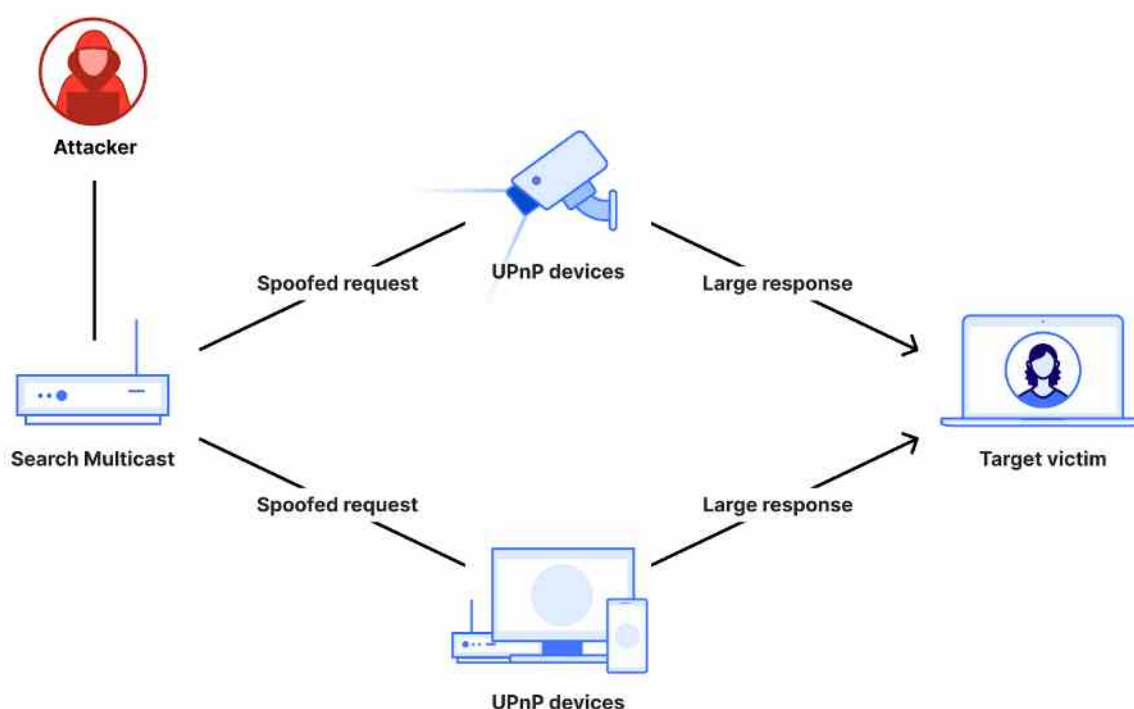 Attacker
UPnP devices
Spoofed request
Large response
Search Multicast
Target victim
Spoofed request
Large response
UPnP devices